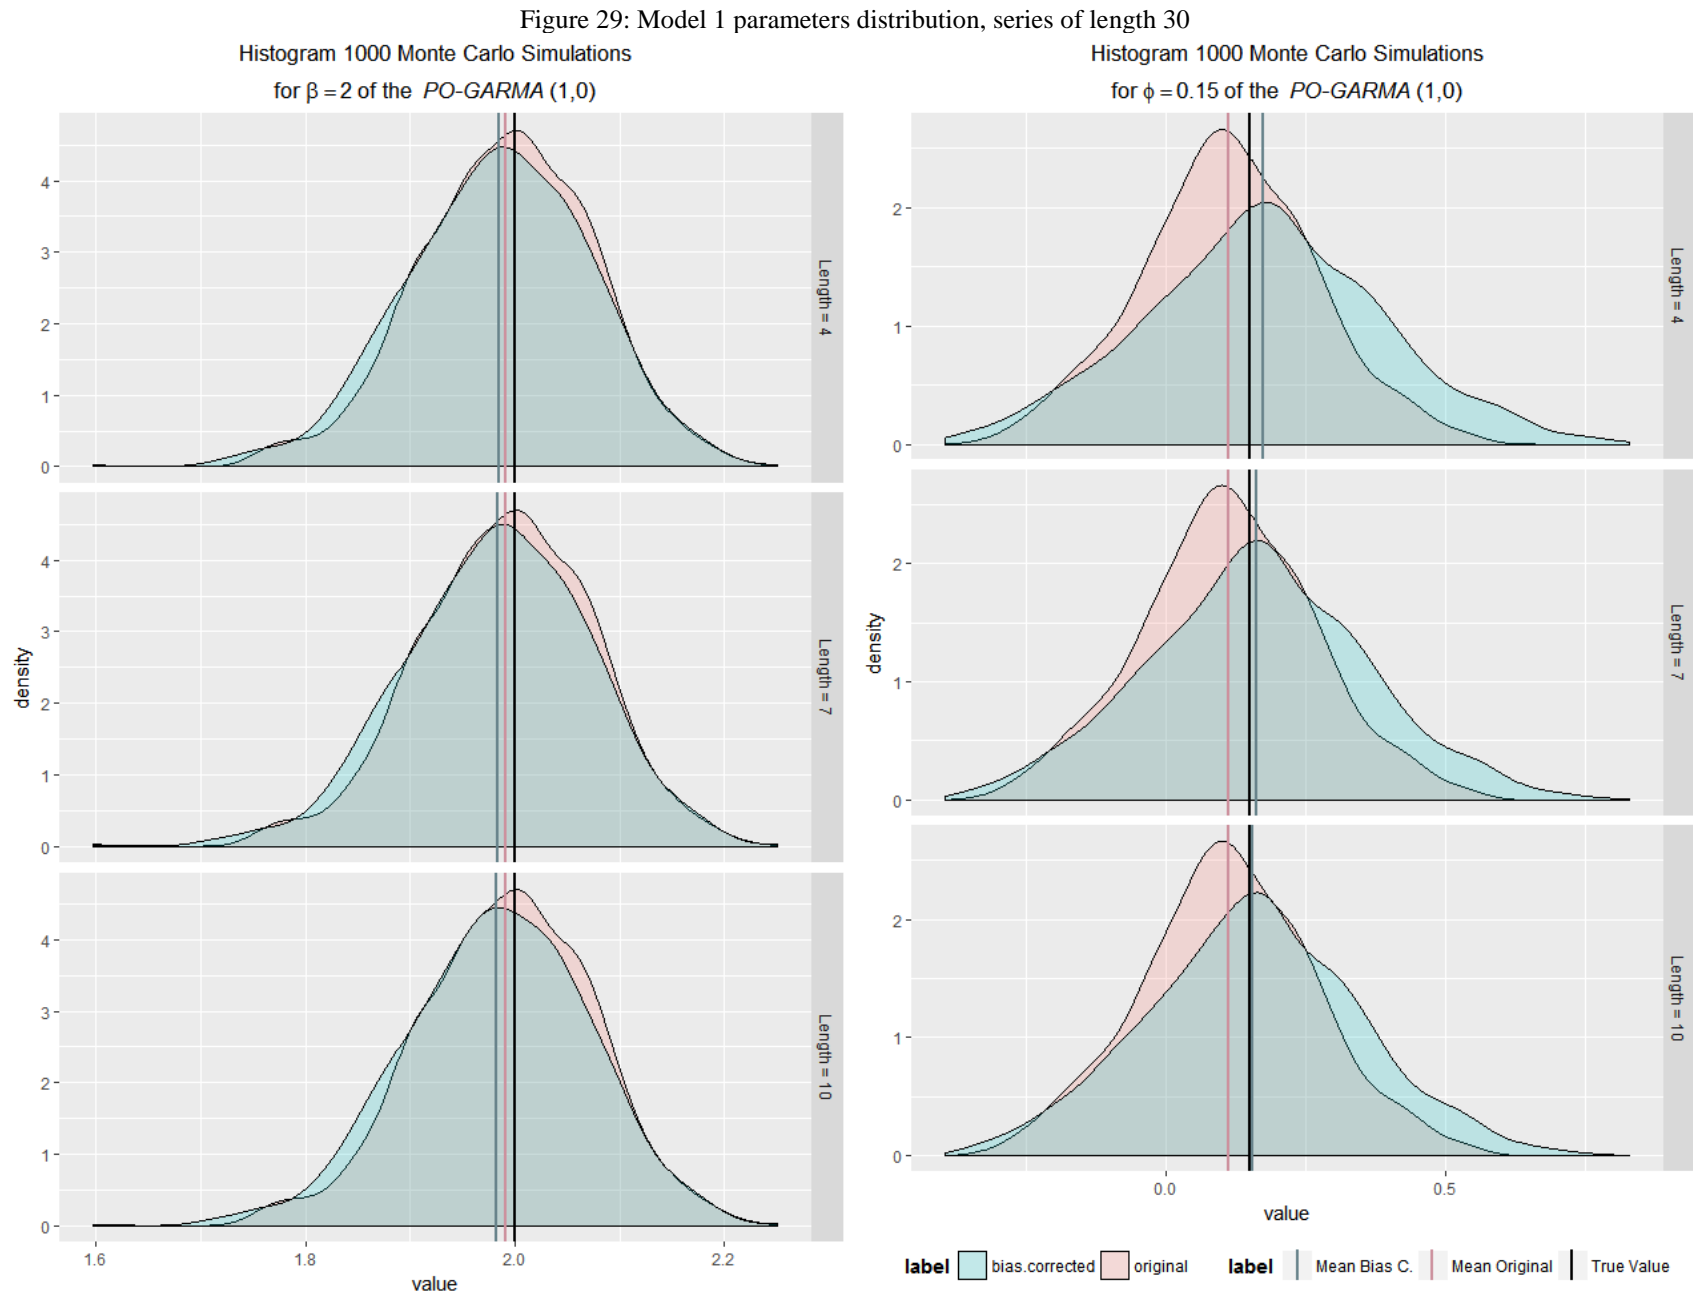 Figure 29: Model 1 parameters distribution, series of length 30
Histogram 1000 Monte Carlo Simulations
for β = 2 of the PO-GARMA (1,0)
density
4
3
2
1
0
Length = 4
4
3
2
1
0
Length = 7
4
3
2
1
0
Length = 10
1.6
1.8
2.0
2.2
value
Histogram 1000 Monte Carlo Simulations
for ϕ = 0.15 of the PO-GARMA (1,0)
density
2
1
0
Length = 4
2
1
0
Length = 7
2
1
0
Length = 10
0.0
0.5
value
label bias.corrected original label Mean Bias C. Mean Original True Value